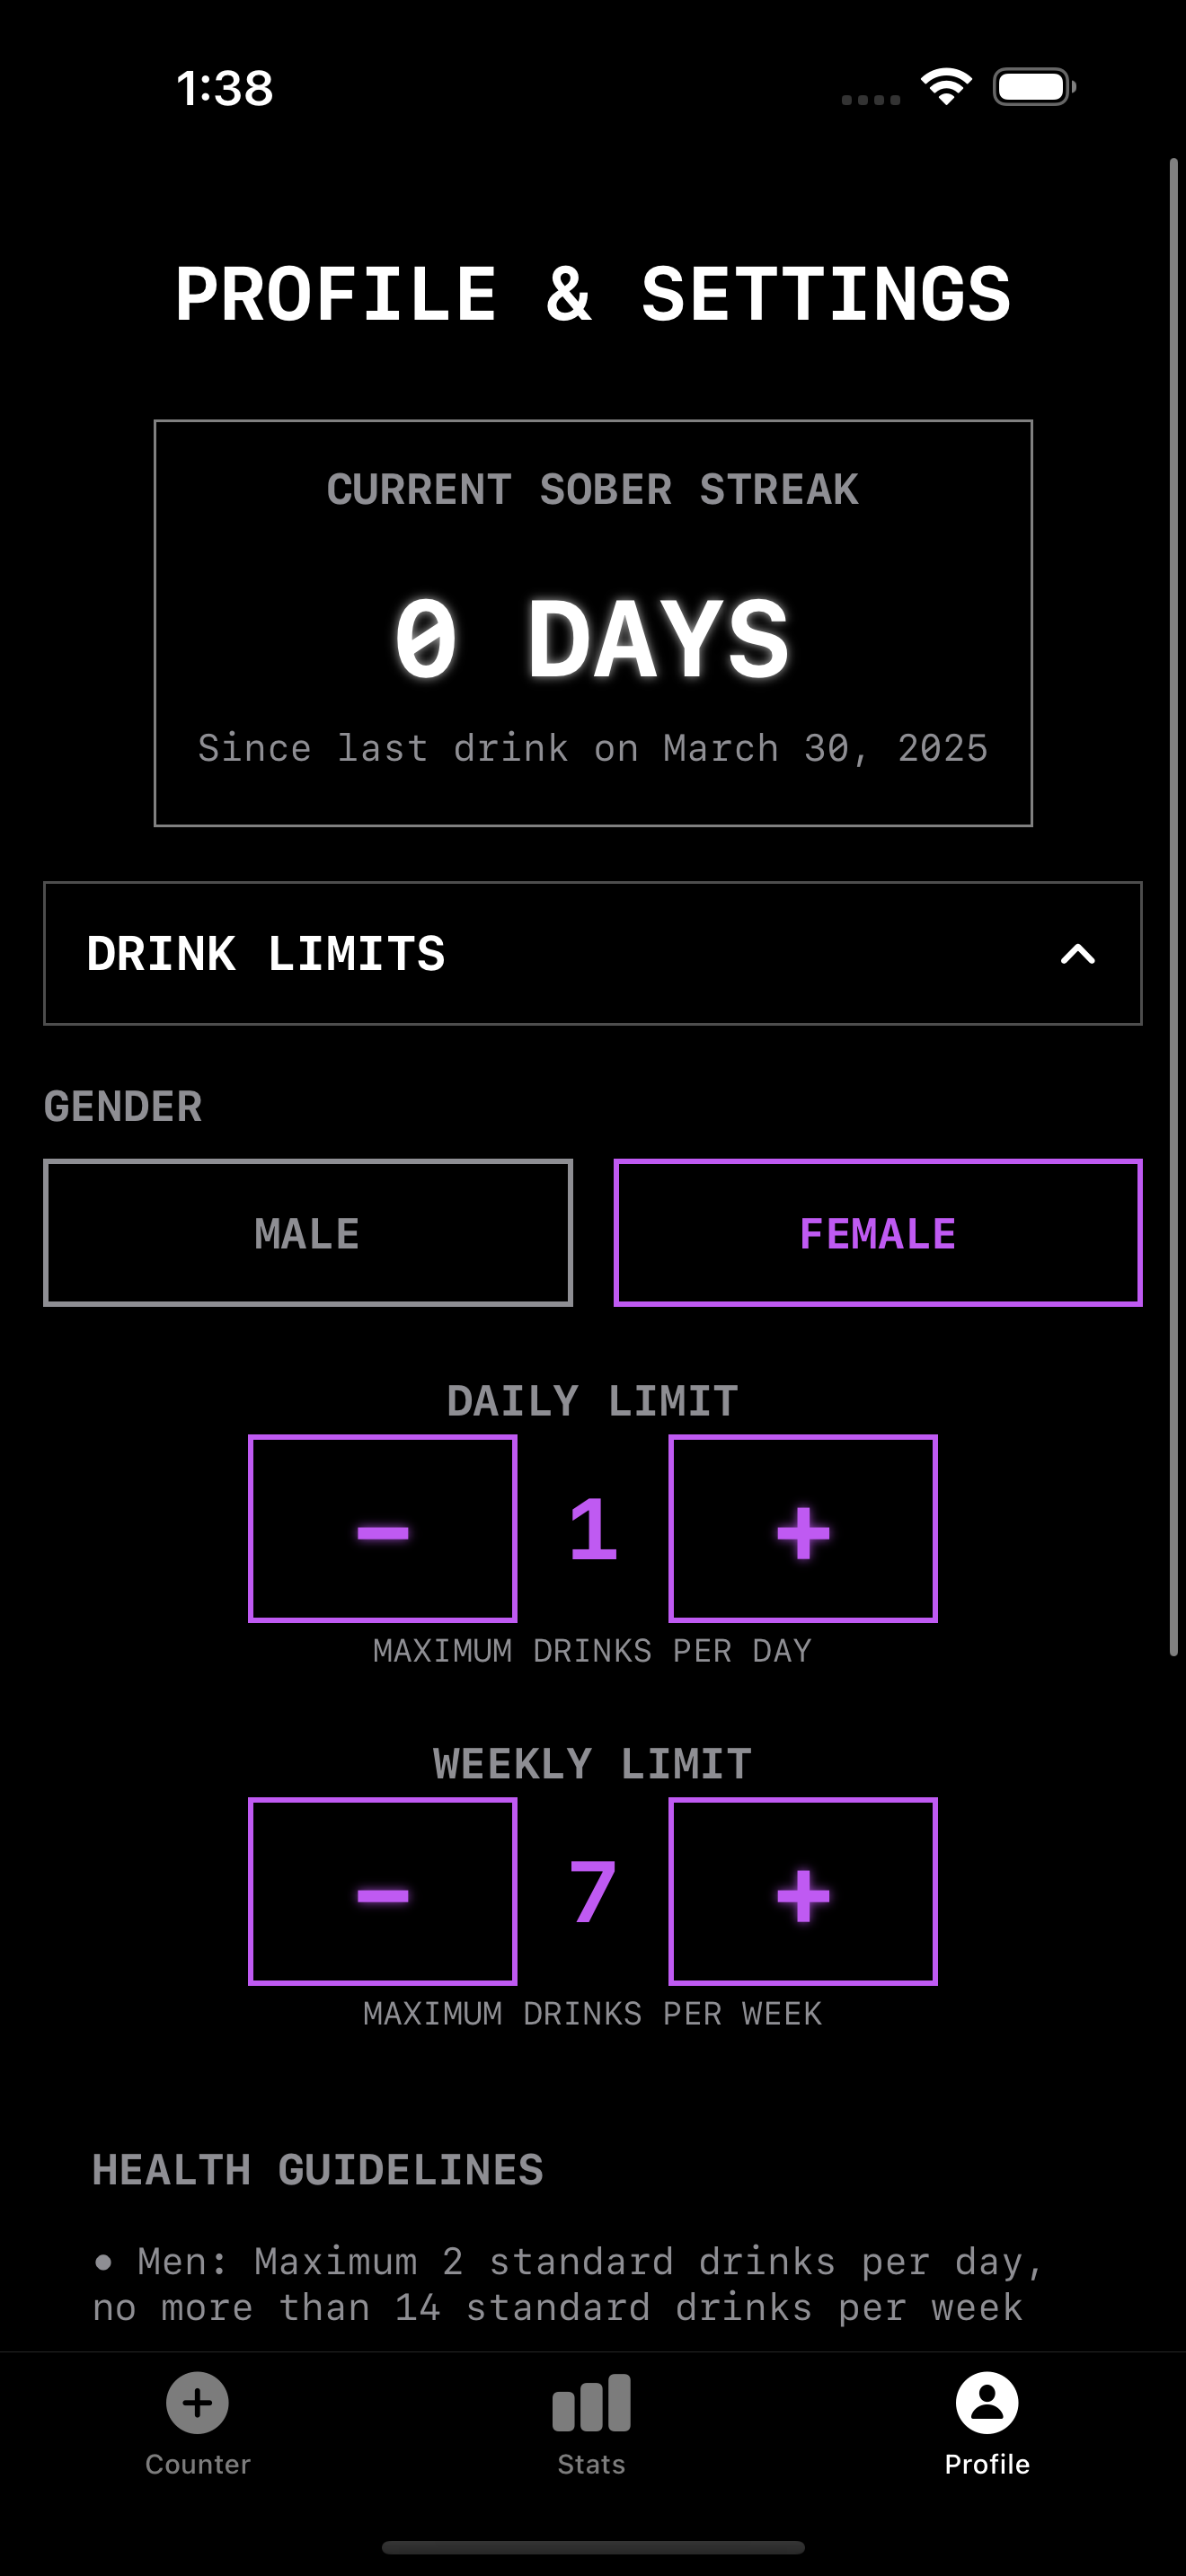 1:38
PROFILE & SETTINGS
CURRENT SOBER STREAK
0 DAYS
Since last drink on March 30, 2025
DRINK LIMITS
GENDER
MALE
FEMALE
DAILY LIMIT
− 1 +
MAXIMUM DRINKS PER DAY
WEEKLY LIMIT
− 7 +
MAXIMUM DRINKS PER WEEK
HEALTH GUIDELINES
• Men: Maximum 2 standard drinks per day,
no more than 14 standard drinks per week
Counter
Stats
Profile